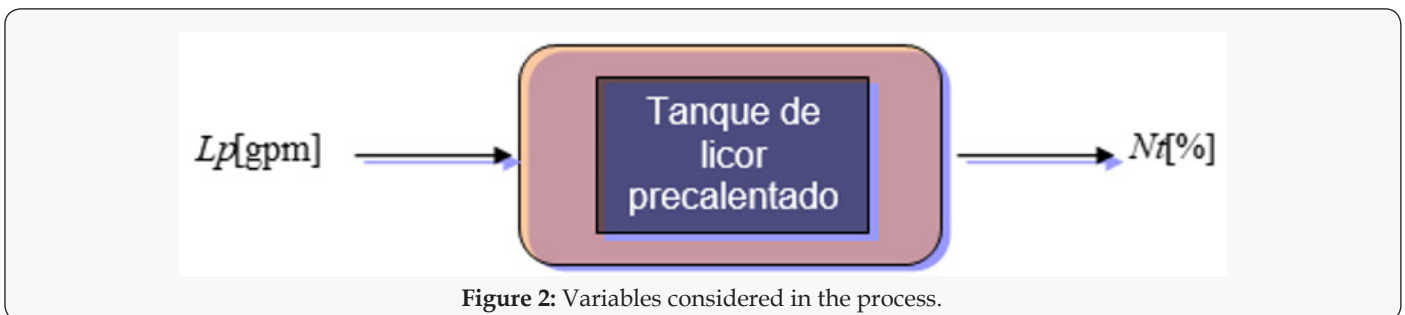 Lp[gpm]
Tanque de
licor
precalentado
Nt[%]
Figure 2: Variables considered in the process.